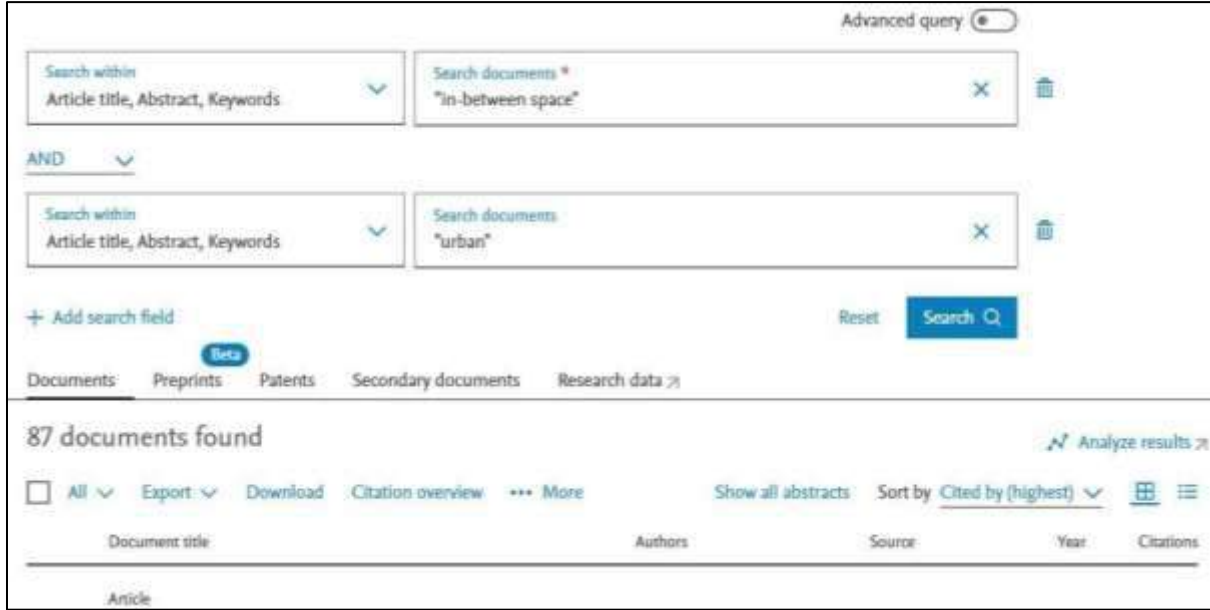 Advanced query
Search within Search documents *
Article title, Abstract, Keywords "in-between space"
AND
Search within Search documents
Article title, Abstract, Keywords "urban"
+ Add search field Reset Search
Beta
Documents Preprints Patents Secondary documents Research data
87 documents found
Analyze results
All Export Download Citation overview ••• More Show all abstracts Sort by Cited by (highest)
Document title Authors Source Year Citations
Article